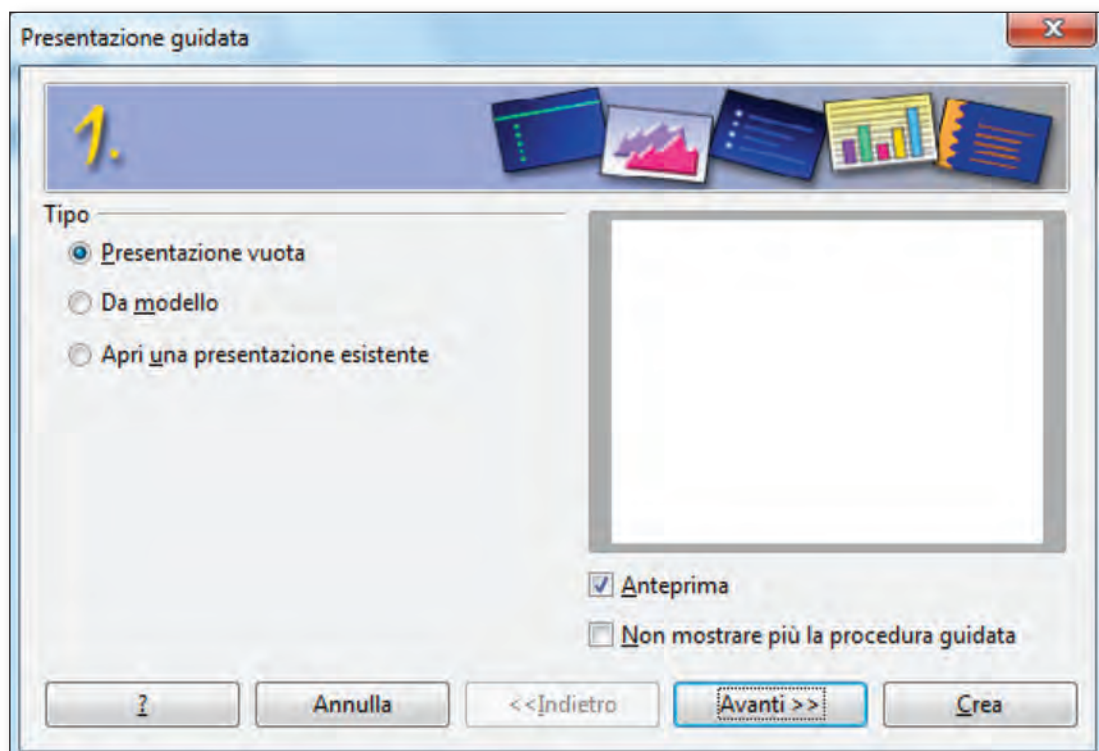 Presentazione guidata
1.
Tipo
Presentazione vuota
Da modello
Apri una presentazione esistente
Anteprima
Non mostrare più la procedura guidata
? Annulla <<Indietro Avanti >> Crea